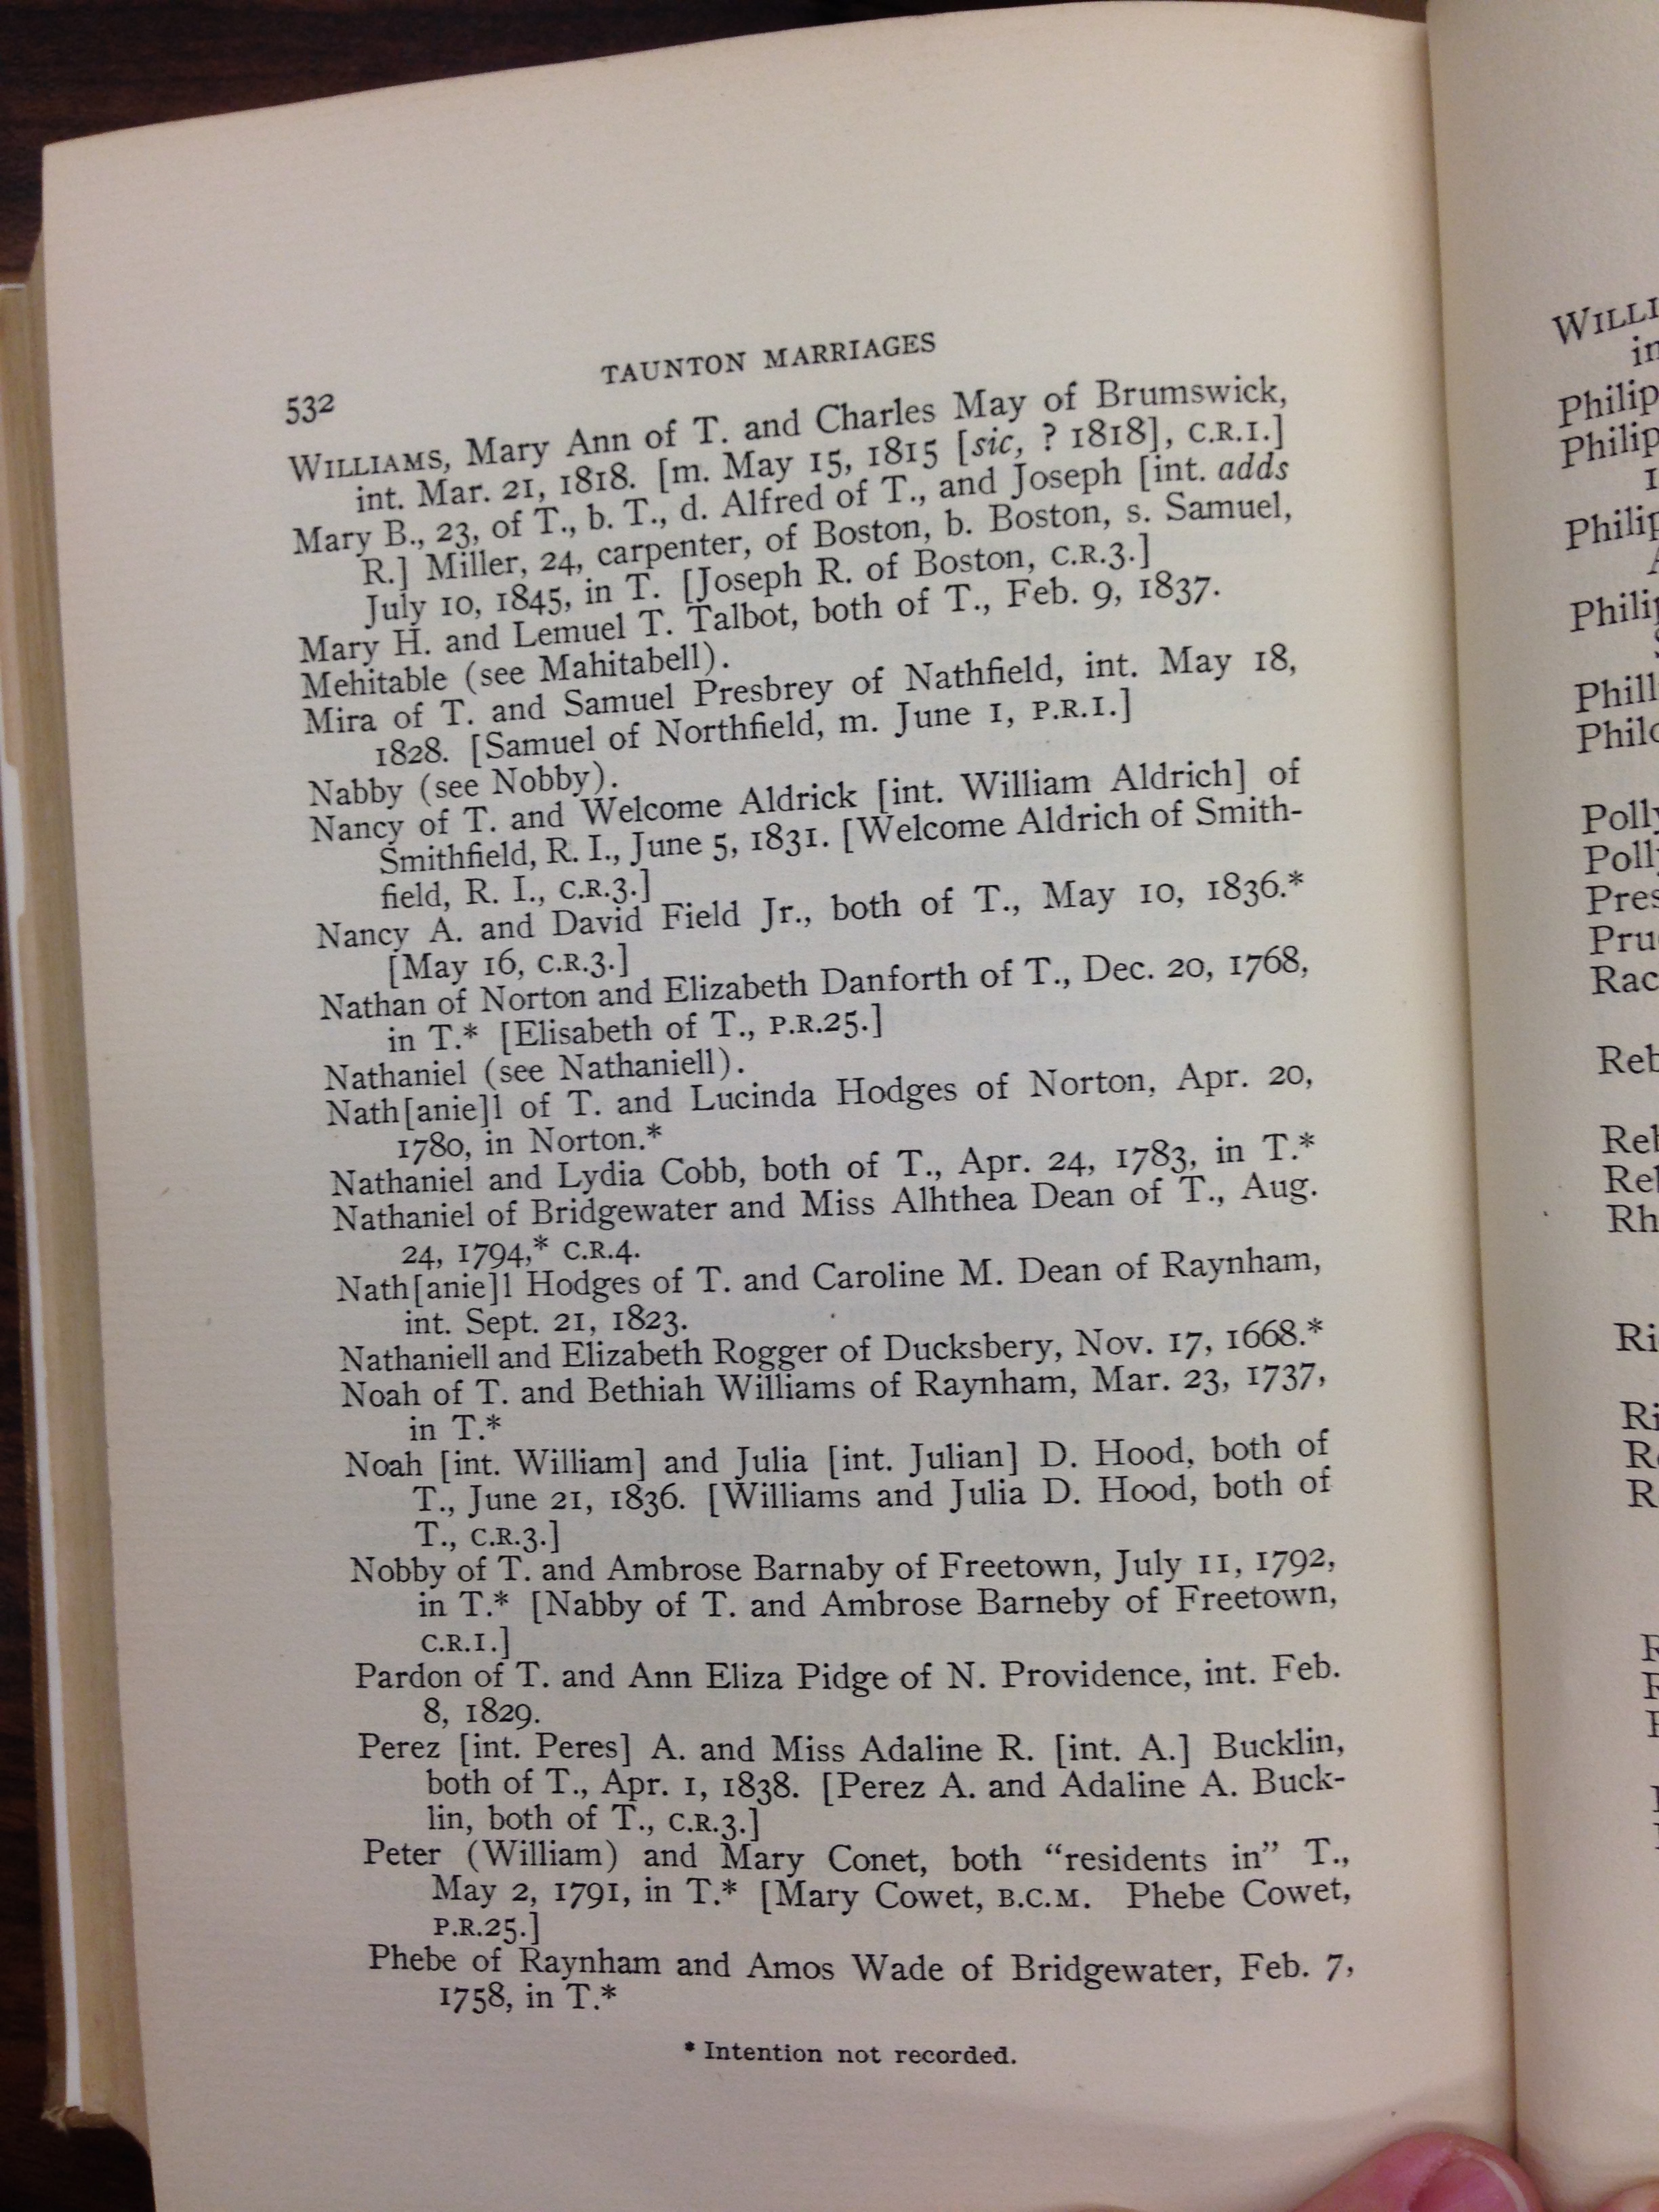 532
TAUNTON MARRIAGES
WILLIAMS, Mary Ann of T. and Charles May of Brumswick,
int. Mar. 21, 1818. [m. May 15, 1815 [sic, ? 1818], C.R.1.]
Mary B., 23, of T., b. T., d. Alfred of T., and Joseph [int. adds
R.] Miller, 24, carpenter, of Boston, b. Boston, s. Samuel,
July 10, 1845, in T. [Joseph R. of Boston, C.R.3.]
Mary H. and Lemuel T. Talbot, both of T., Feb. 9, 1837.
Mehitable (see Mahitabell).
Mira of T. and Samuel Presbrey of Nathfield, int. May 18,
1828. [Samuel of Northfield, m. June 1, P.R.1.]
Nabby (see Nobby).
Nancy of T. and Welcome Aldrick [int. William Aldrich] of
Smithfield, R. I., June 5, 1831. [Welcome Aldrich of Smith-
field, R. I., C.R.3.]
Nancy A. and David Field Jr., both of T., May 10, 1836.*
[May 16, C.R.3.]
Nathan of Norton and Elizabeth Danforth of T., Dec. 20, 1768,
in T.* [Elisabeth of T., P.R.25.]
Nathaniel (see Nathaniell).
Nath[anie]l of T. and Lucinda Hodges of Norton, Apr. 20,
1780, in Norton.*
Nathaniel and Lydia Cobb, both of T., Apr. 24, 1783, in T.*
Nathaniel of Bridgewater and Miss Alhthea Dean of T., Aug.
24, 1794,* C.R.4.
Nath[anie]l Hodges of T. and Caroline M. Dean of Raynham,
int. Sept. 21, 1823.
Nathaniell and Elizabeth Rogger of Ducksbery, Nov. 17, 1668.*
Noah of T. and Bethiah Williams of Raynham, Mar. 23, 1737,
in T.*
Noah [int. William] and Julia [int. Julian] D. Hood, both of
T., June 21, 1836. [Williams and Julia D. Hood, both of
T., C.R.3.]
Nobby of T. and Ambrose Barnaby of Freetown, July 11, 1792,
in T.* [Nabby of T. and Ambrose Barneby of Freetown,
C.R.1.]
Pardon of T. and Ann Eliza Pidge of N. Providence, int. Feb.
8, 1829.
Perez [int. Peres] A. and Miss Adaline R. [int. A.] Bucklin,
both of T., Apr. 1, 1838. [Perez A. and Adaline A. Buck-
lin, both of T., C.R.3.]
Peter (William) and Mary Conet, both “residents in” T.,
May 2, 1791, in T.* [Mary Cowet, B.C.M. Phebe Cowet,
P.R.25.]
Phebe of Raynham and Amos Wade of Bridgewater, Feb. 7,
1758, in T.*
* Intention not recorded.